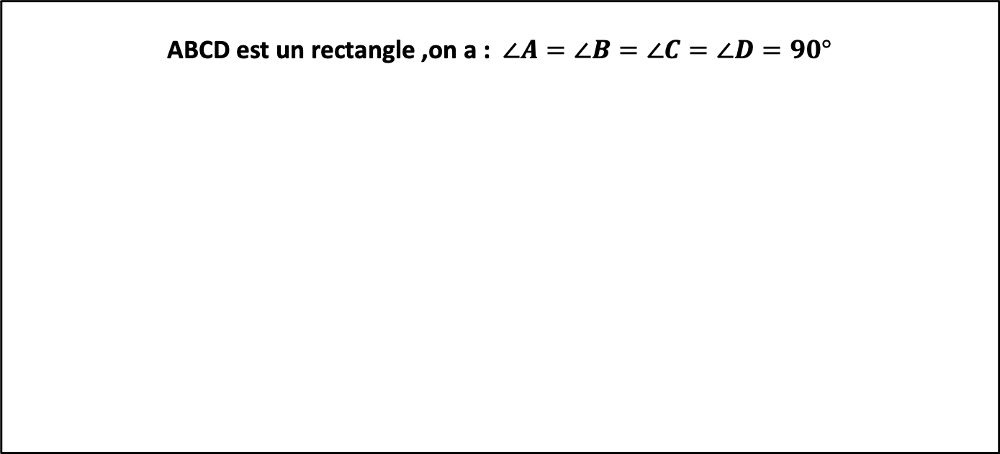 ABCD est un rectangle ,on a : ∠A = ∠B = ∠C = ∠D = 90°